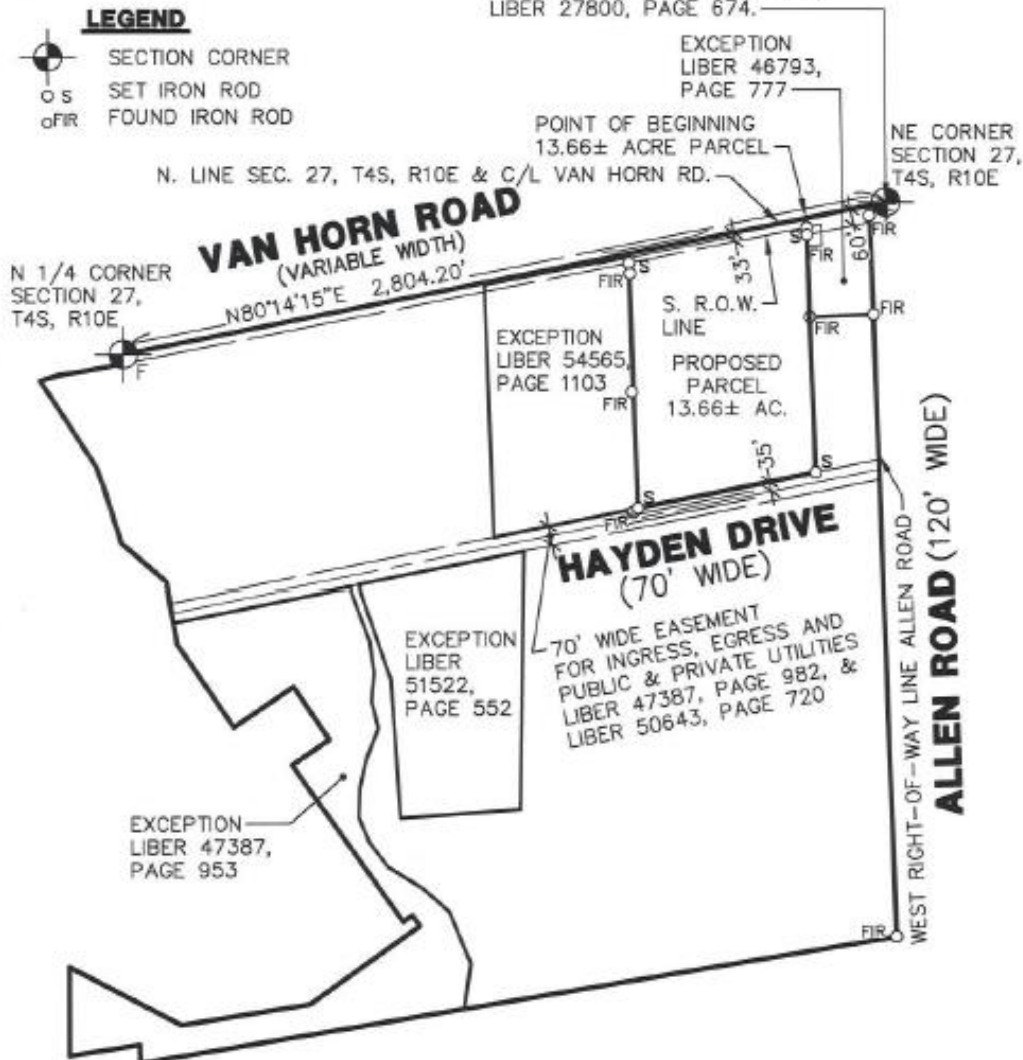 LEGEND
SECTION CORNER
S SET IRON ROD
FIR FOUND IRON ROD
LIBER 27800, PAGE 674.
EXCEPTION
LIBER 46793,
PAGE 777
POINT OF BEGINNING
13.66± ACRE PARCEL
NE CORNER
SECTION 27,
T4S, R10E
N. LINE SEC. 27, T4S, R10E & C/L VAN HORN RD.
VAN HORN ROAD
(VARIABLE WIDTH)
N80°14'15"E 2,804.20'
N 1/4 CORNER
SECTION 27,
T4S, R10E
F
S
FIR
FIR
33'
S
FIR
60'
FIR
FIR
FIR
S. R.O.W.
LINE
EXCEPTION
LIBER 54565,
PAGE 1103
PROPOSED
PARCEL
13.66± AC.
S
FIR
35'
S
HAYDEN DRIVE
(70' WIDE)
70' WIDE EASEMENT
FOR INGRESS, EGRESS AND
PUBLIC & PRIVATE UTILITIES
LIBER 47387, PAGE 982, &
LIBER 50643, PAGE 720
EXCEPTION
LIBER
51522,
PAGE 552
EXCEPTION
LIBER 47387,
PAGE 953
WEST RIGHT-OF-WAY LINE ALLEN ROAD
ALLEN ROAD (120' WIDE)
FIR